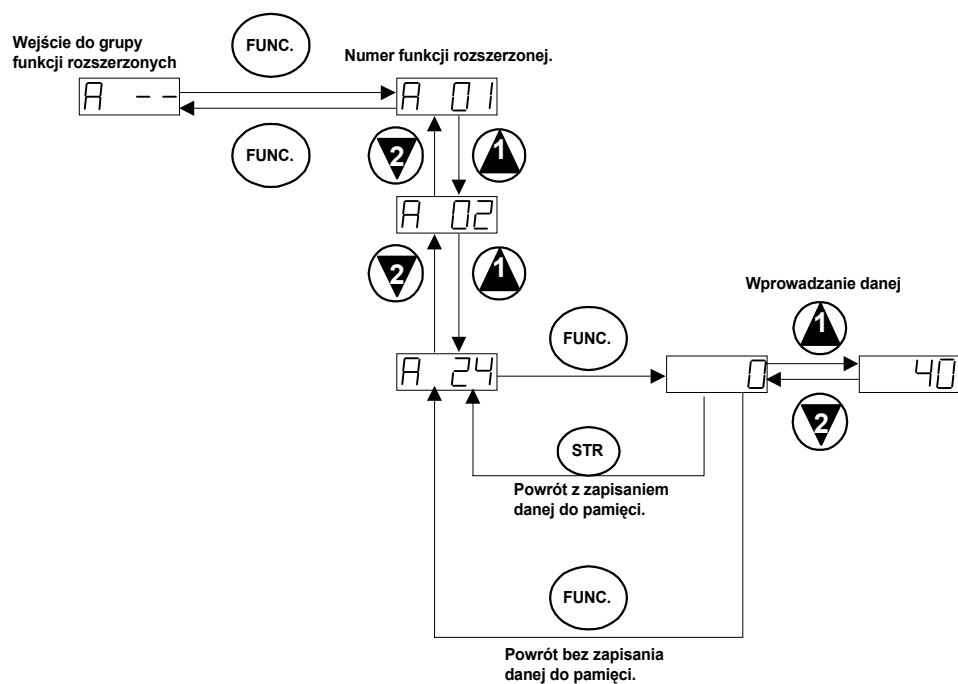 Wejście do grupy
funkcji rozszerzonych
FUNC.
Numer funkcji rozszerzonej.
A --
A 01
FUNC.
2
1
A 02
2
1
Wprowadzanie danej
1
FUNC.
A 24
0
40
2
STR
Powrót z zapisaniem
danej do pamięci.
FUNC.
Powrót bez zapisania
danej do pamięci.